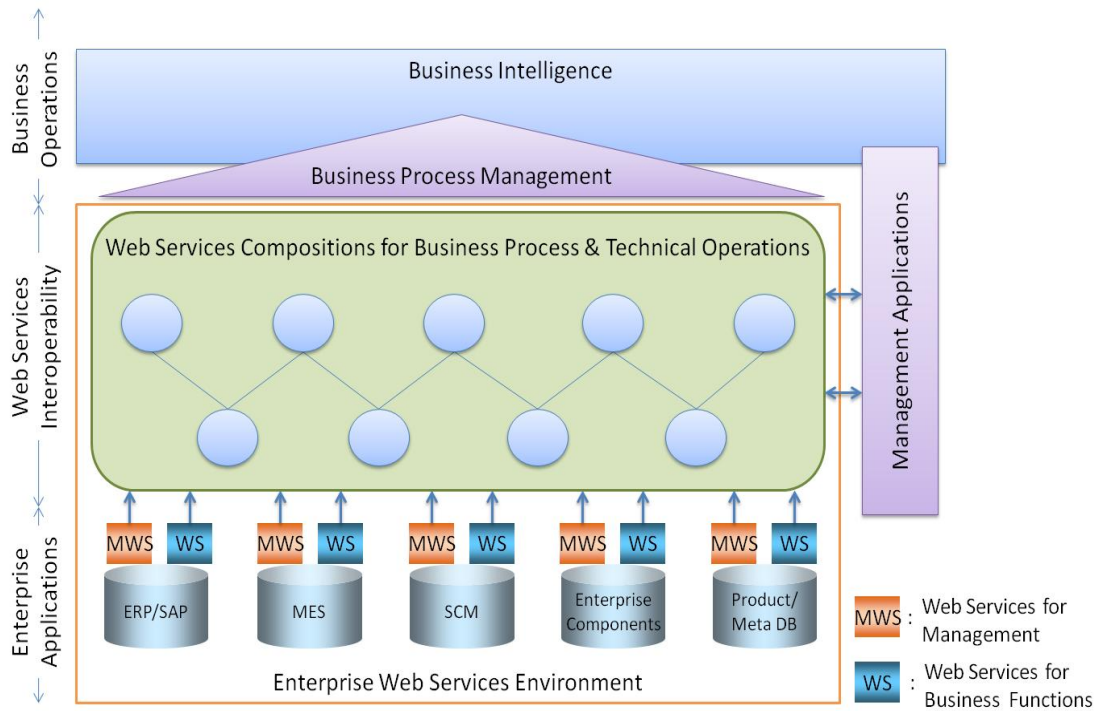 Business
Operations
Business Intelligence
Business Process Management
Web Services
Interoperability
Web Services Compositions for Business Process & Technical Operations
Management Applications
Enterprise
Applications
MWS
WS
MWS
WS
MWS
WS
MWS
WS
MWS
WS
ERP/SAP
MES
SCM
Enterprise
Components
Product/
Meta DB
Enterprise Web Services Environment
MWS : Web Services for
Management
WS : Web Services for
Business Functions